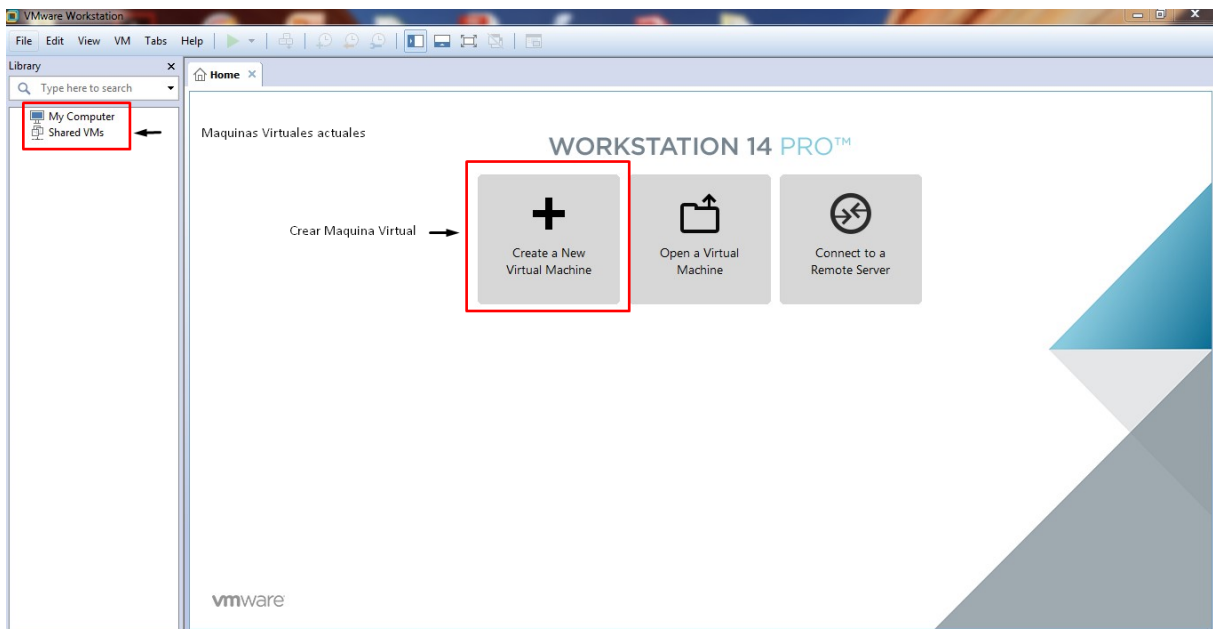 VMware Workstation
File Edit View VM Tabs Help
Library
Home
Type here to search
My Computer
Shared VMs
Maquinas Virtuales actuales
WORKSTATION 14 PRO™
Crear Maquina Virtual
Create a New
Virtual Machine
Open a Virtual
Machine
Connect to a
Remote Server
vmware